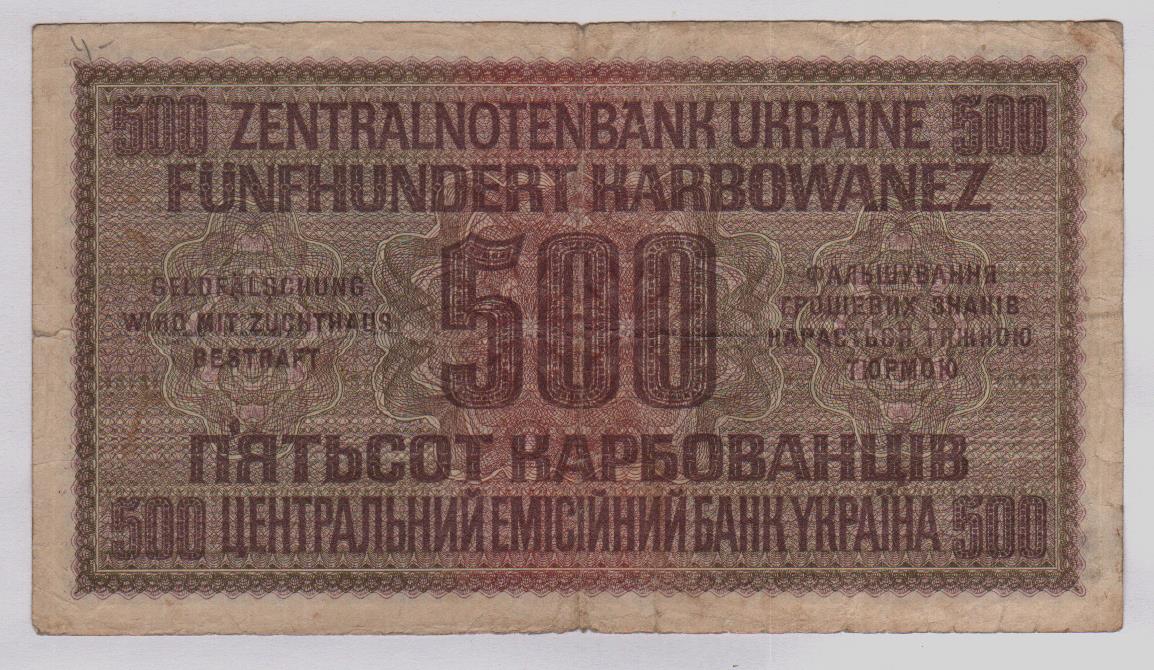 4-
500 ZENTRALNOTENBANK UKRAINE 500
FÜNFHUNDERT KARBOWANEZ
GELDFÄLSCHUNG
WIRD MIT ZUCHTHAUS
BESTRAFT
500
ФАЛЬШУВАННЯ
ГРОШЕВИХ ЗНАКІВ
КАРАЄТЬСЯ ТЯЖКОЮ
ТЮРМОЮ
П'ЯТЬСОТ КАРБОВАНЦІВ
500 ЦЕНТРАЛЬНИЙ ЕМІСІЙНИЙ БАНК УКРАЇНА 500